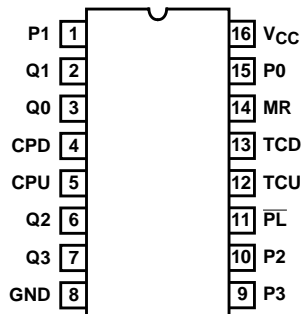 P1 1 16 VCC
Q1 2 15 P0
Q0 3 14 MR
CPD 4 13 TCD
CPU 5 12 TCU
Q2 6 11 P̅L̅
Q3 7 10 P2
GND 8 9 P3